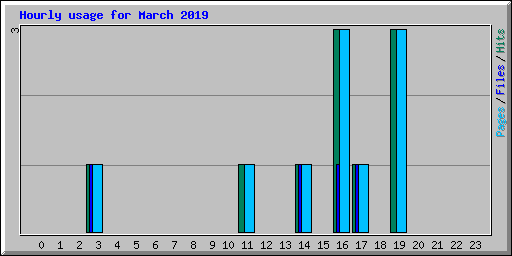 Hourly usage for March 2019
3
Pages/Files/Hits
0 1 2 3 4 5 6 7 8 9 10 11 12 13 14 15 16 17 18 19 20 21 22 23